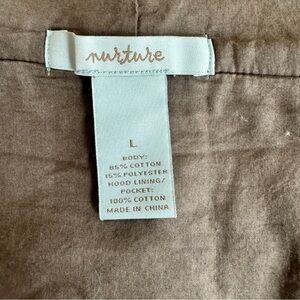 nurture
L
BODY:
85% COTTON
15% POLYESTER
HOOD LINING/
POCKET:
100% COTTON
MADE IN CHINA